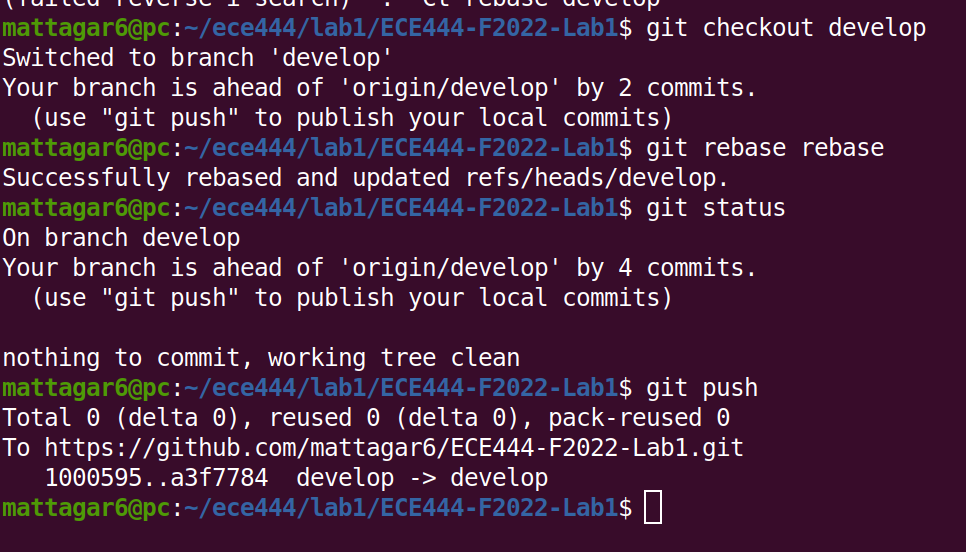 (failed reverse-i-search)`': ^Cl rebase develop
mattagar6@pc:~/ece444/lab1/ECE444-F2022-Lab1$ git checkout develop
Switched to branch 'develop'
Your branch is ahead of 'origin/develop' by 2 commits.
  (use "git push" to publish your local commits)
mattagar6@pc:~/ece444/lab1/ECE444-F2022-Lab1$ git rebase rebase
Successfully rebased and updated refs/heads/develop.
mattagar6@pc:~/ece444/lab1/ECE444-F2022-Lab1$ git status
On branch develop
Your branch is ahead of 'origin/develop' by 4 commits.
  (use "git push" to publish your local commits)
nothing to commit, working tree clean
mattagar6@pc:~/ece444/lab1/ECE444-F2022-Lab1$ git push
Total 0 (delta 0), reused 0 (delta 0), pack-reused 0
To https://github.com/mattagar6/ECE444-F2022-Lab1.git
   1000595..a3f7784  develop -> develop
mattagar6@pc:~/ece444/lab1/ECE444-F2022-Lab1$